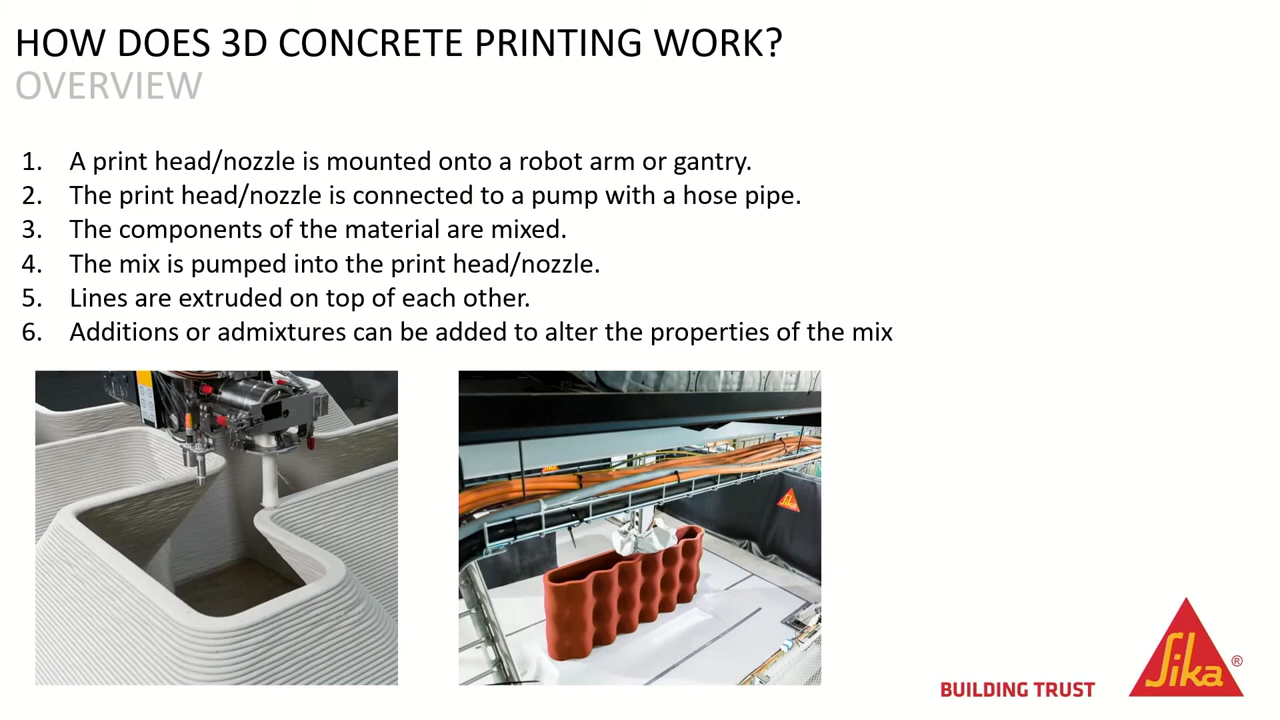 HOW DOES 3D CONCRETE PRINTING WORK?
OVERVIEW
1. A print head/nozzle is mounted onto a robot arm or gantry.
2. The print head/nozzle is connected to a pump with a hose pipe.
3. The components of the material are mixed.
4. The mix is pumped into the print head/nozzle.
5. Lines are extruded on top of each other.
6. Additions or admixtures can be added to alter the properties of the mix
Sika
BUILDING TRUST
Sika®